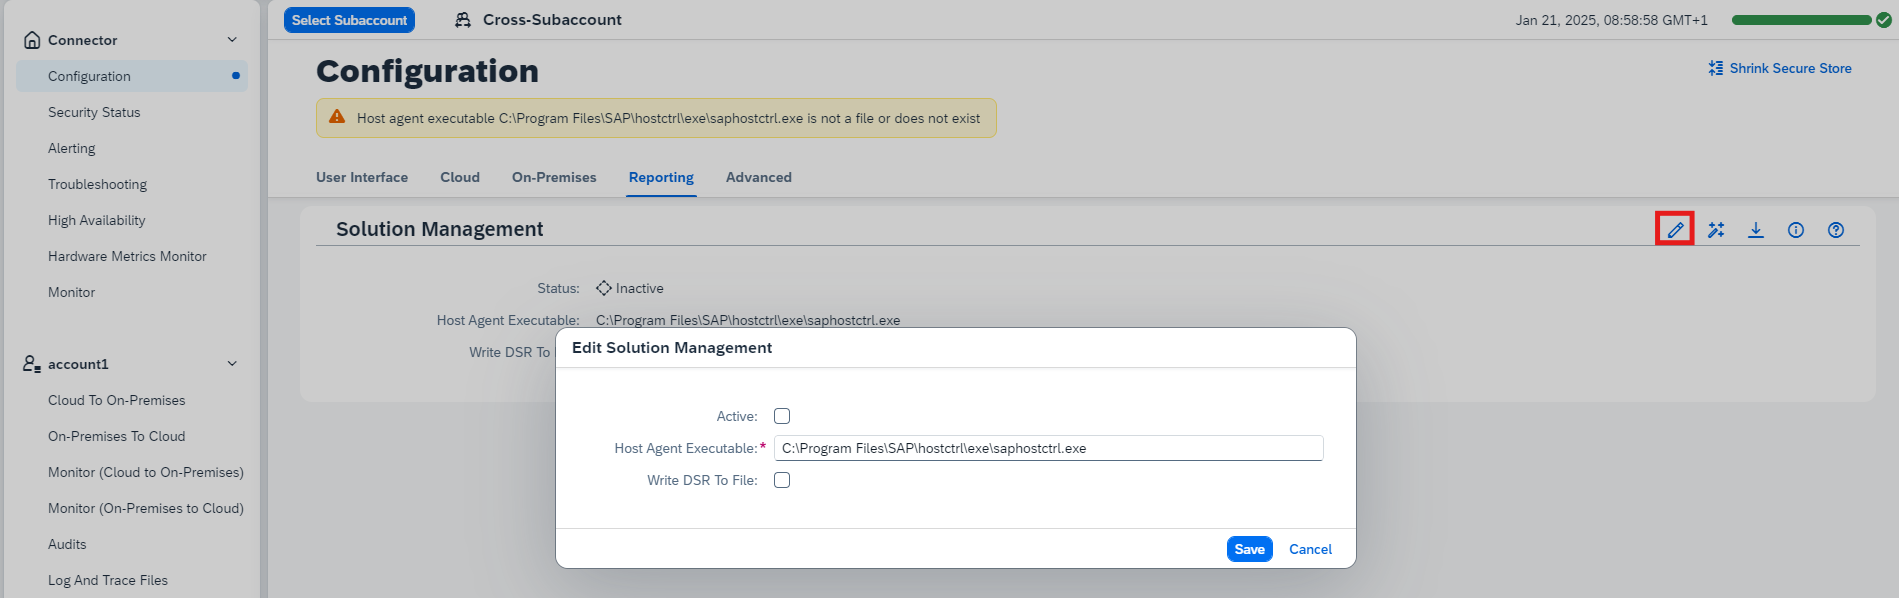 Connector
Configuration
Security Status
Alerting
Troubleshooting
High Availability
Hardware Metrics Monitor
Monitor
account1
Cloud To On-Premises
On-Premises To Cloud
Monitor (Cloud to On-Premises)
Monitor (On-Premises to Cloud)
Audits
Log And Trace Files
Select Subaccount
Cross-Subaccount
Jan 21, 2025, 08:58:58 GMT+1
Configuration
Shrink Secure Store
Host agent executable C:\Program Files\SAP\hostctrl\exe\saphostctrl.exe is not a file or does not exist
User Interface
Cloud
On-Premises
Reporting
Advanced
Solution Management
Status: Inactive
Host Agent Executable: C:\Program Files\SAP\hostctrl\exe\saphostctrl.exe
Write DSR To
Edit Solution Management
Active:
Host Agent Executable:* C:\Program Files\SAP\hostctrl\exe\saphostctrl.exe
Write DSR To File:
Save
Cancel